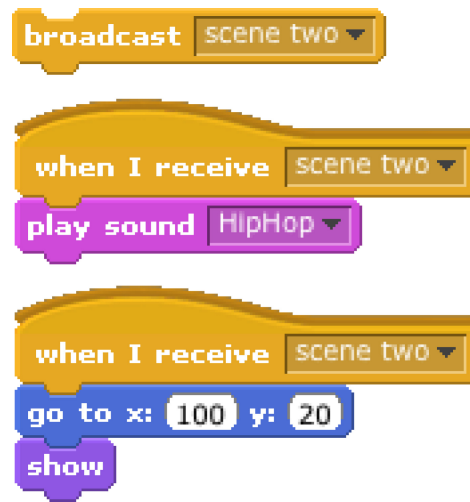 broadcast scene two
when I receive scene two
play sound HipHop
when I receive scene two
go to x: 100 y: 20
show